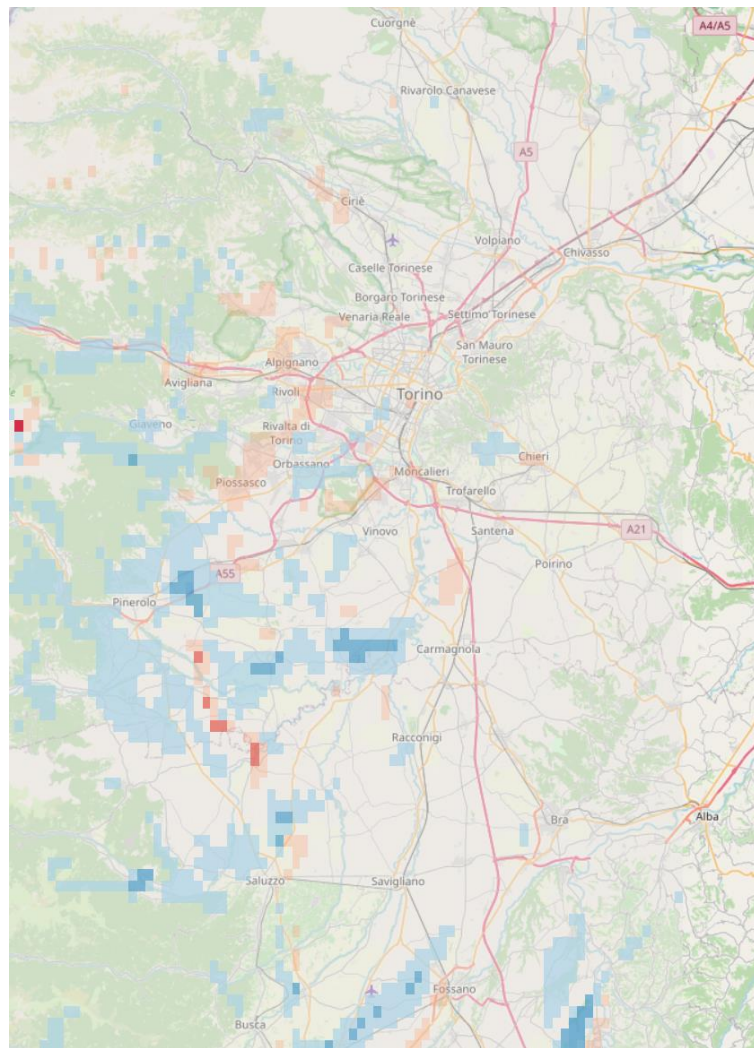 Cuorgnè
A4/A5
Rivarolo Canavese
A5
Ciriè
Volpiano
Chivasso
Caselle Torinese
Borgaro Torinese
Venaria Reale
Settimo Torinese
San Mauro
Torinese
Alpignano
Avigliana
Rivoli
Torino
Giaveno
Rivalta di
Torino
Chieri
Orbassano
Moncalieri
Piossasco
Trofarello
Vinovo
Santena
A21
A55
Poirino
Pinerolo
Carmagnola
Racconigi
Bra
Alba
Saluzzo
Savigliano
Fossano
Busca